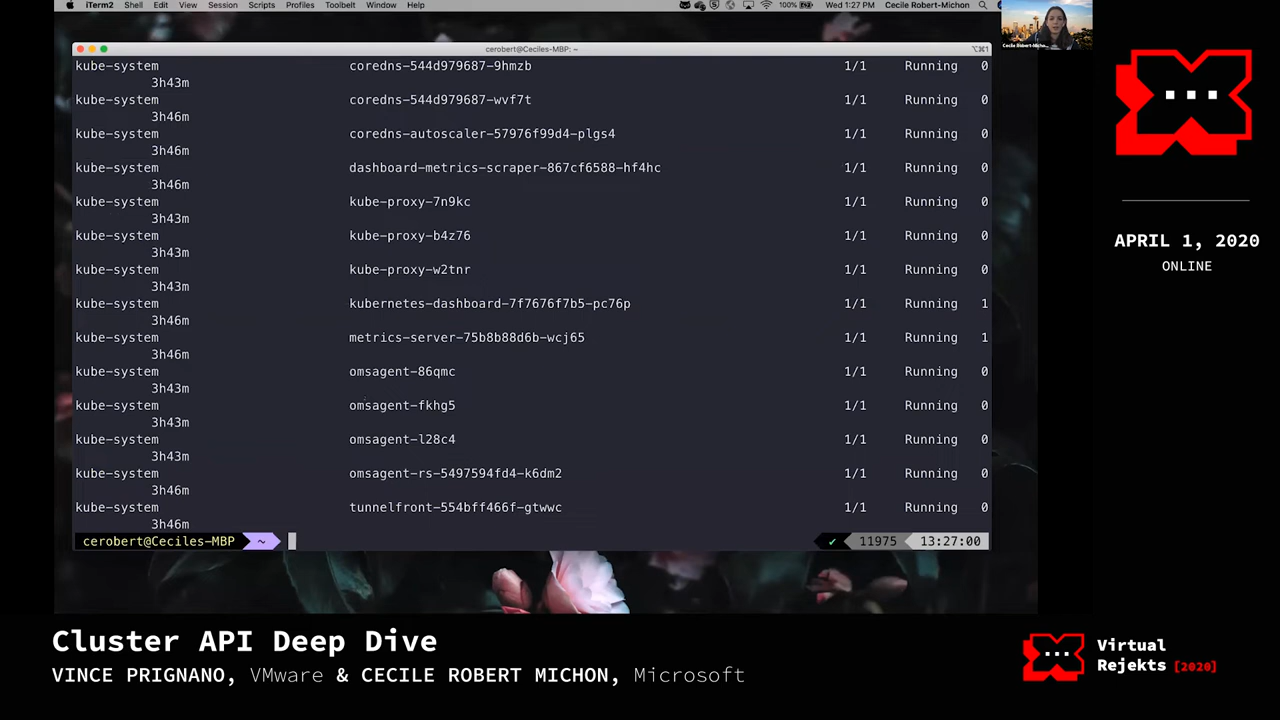 iTerm2 Shell Edit View Session Scripts Profiles Toolbelt Window Help 100% Wed 1:27 PM Cecile Robert-Michon
cerobert@Ceciles-MBP: ~ ⌥⌘1
kube-system coredns-544d979687-9hmzb 1/1 Running 0
3h43m
kube-system coredns-544d979687-wvf7t 1/1 Running 0
3h46m
kube-system coredns-autoscaler-57976f99d4-plgs4 1/1 Running 0
3h46m
kube-system dashboard-metrics-scraper-867cf6588-hf4hc 1/1 Running 0
3h46m
kube-system kube-proxy-7n9kc 1/1 Running 0
3h43m
kube-system kube-proxy-b4z76 1/1 Running 0
3h43m
kube-system kube-proxy-w2tnr 1/1 Running 0
3h43m
kube-system kubernetes-dashboard-7f7676f7b5-pc76p 1/1 Running 1
3h46m
kube-system metrics-server-75b8b88d6b-wcj65 1/1 Running 1
3h46m
kube-system omsagent-86qmc 1/1 Running 0
3h43m
kube-system omsagent-fkhg5 1/1 Running 0
3h43m
kube-system omsagent-l28c4 1/1 Running 0
3h43m
kube-system omsagent-rs-5497594fd4-k6dm2 1/1 Running 0
3h46m
kube-system tunnelfront-554bff466f-gtwwc 1/1 Running 0
3h46m
cerobert@Ceciles-MBP ~ ✓ 11975 13:27:00
APRIL 1, 2020
ONLINE
Cluster API Deep Dive
VINCE PRIGNANO, VMware & CECILE ROBERT MICHON, Microsoft
Virtual
Rejekts [2020]